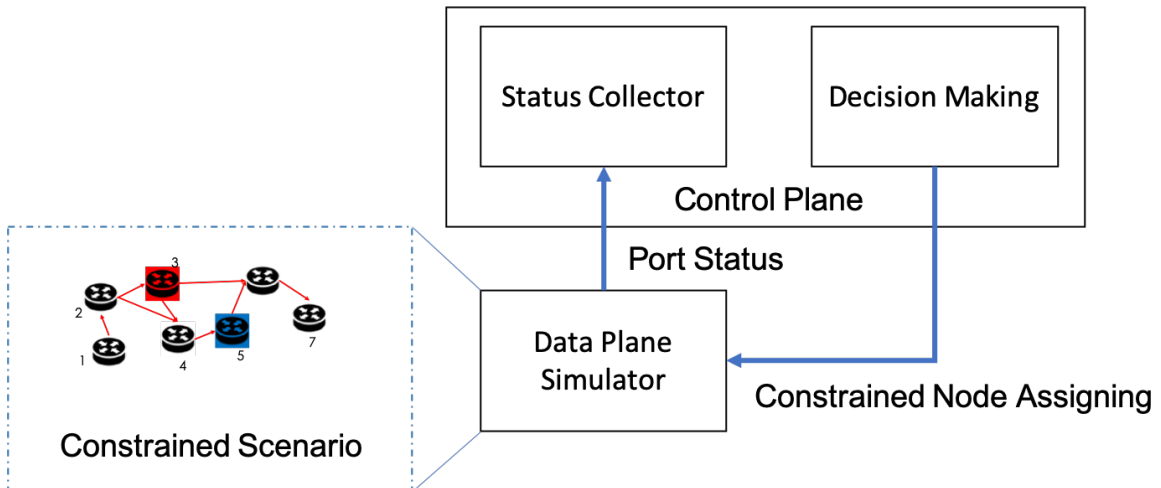 Status Collector
Decision Making
Control Plane
Port Status
3
2
1
4
5
7
Data Plane
Simulator
Constrained Node Assigning
Constrained Scenario